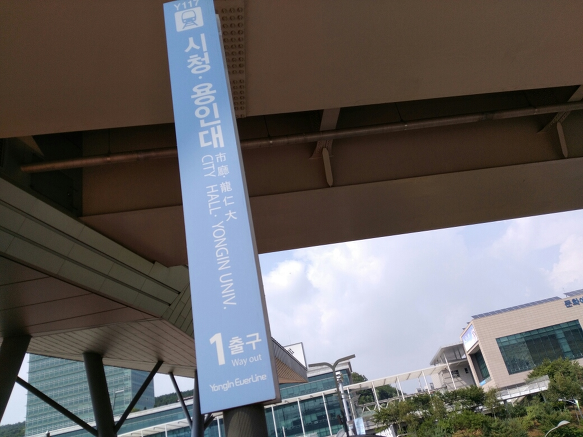 Y117
시청·용인대
市廳·龍仁大
CITY HALL·YONGIN UNIV.
1 출구
Way out
YongIn EverLine